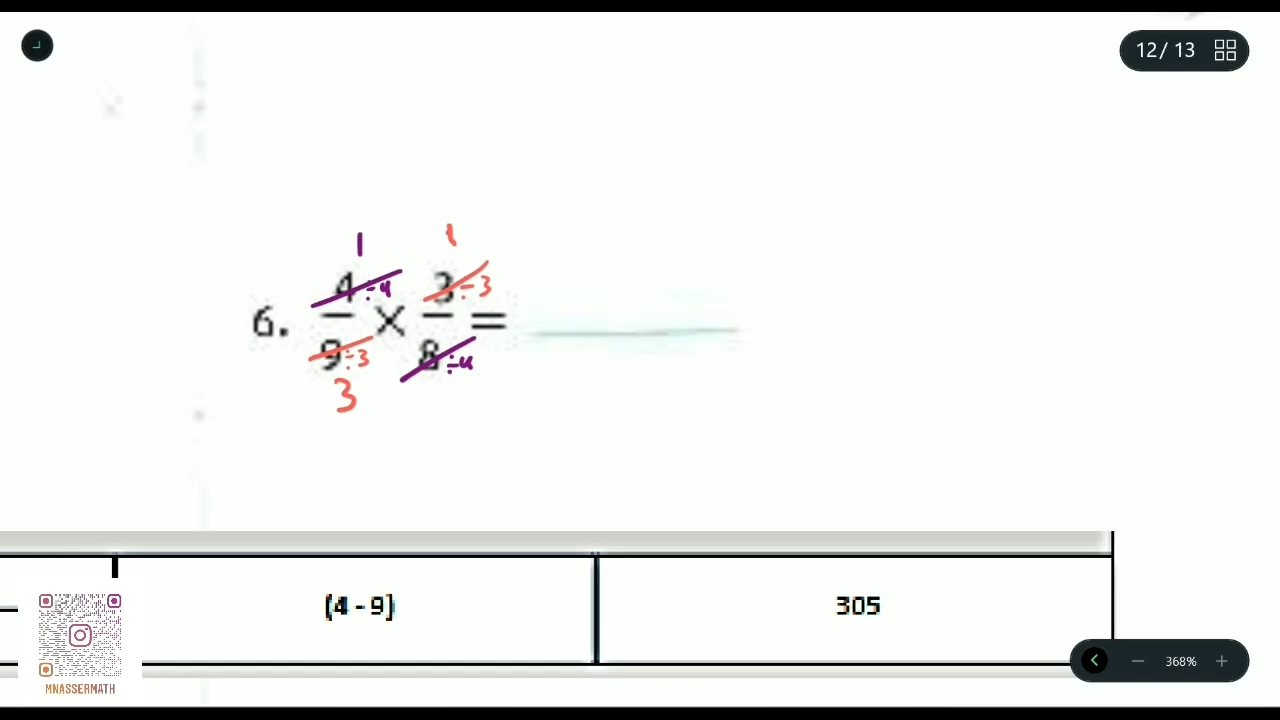 12/ 13
1 1
4÷4 3÷3
6. × =
9÷3 8÷4
3
(4 - 9) 305
MNASSERMATH
368%